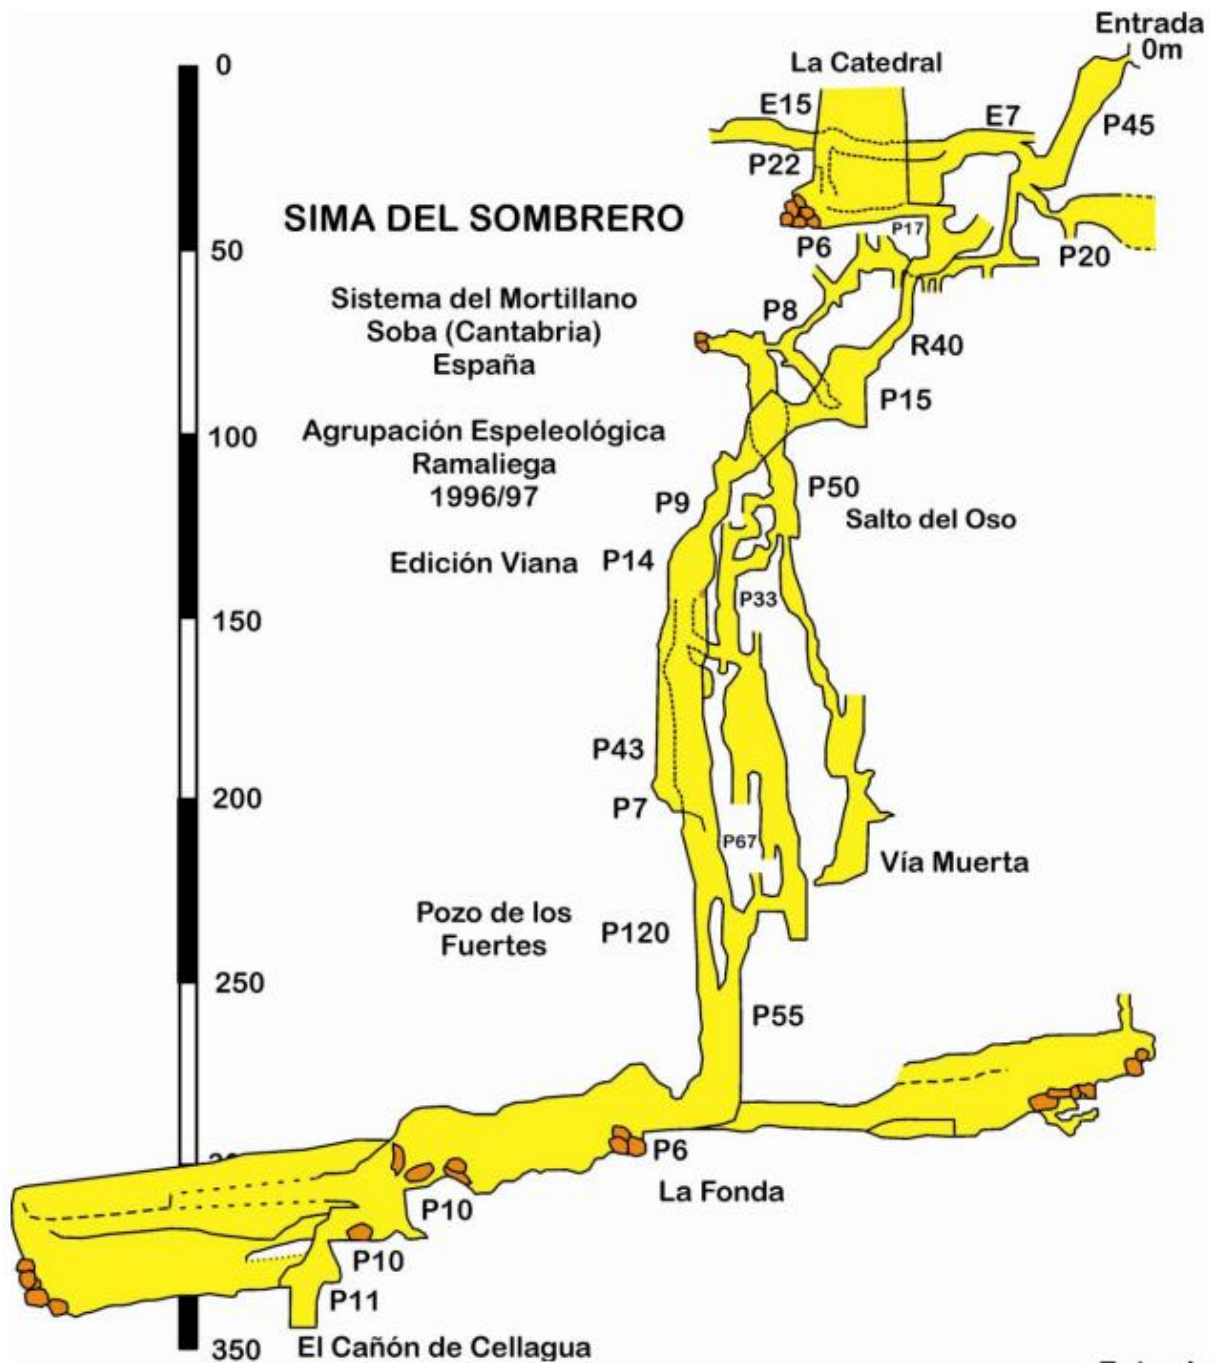 Entrada
0m
0
La Catedral
E15
E7
P45
P22
SIMA DEL SOMBRERO
P17
P6
P20
50
Sistema del Mortillano
Soba (Cantabria)
España
P8
R40
P15
100
Agrupación Espeleológica
Ramaliega
1996/97
P9
P50
Salto del Oso
Edición Viana
P14
P33
150
P43
200
P7
P67
Vía Muerta
Pozo de los
Fuertes
P120
250
P55
P6
La Fonda
P10
P10
P11
350
El Cañón de Cellagua